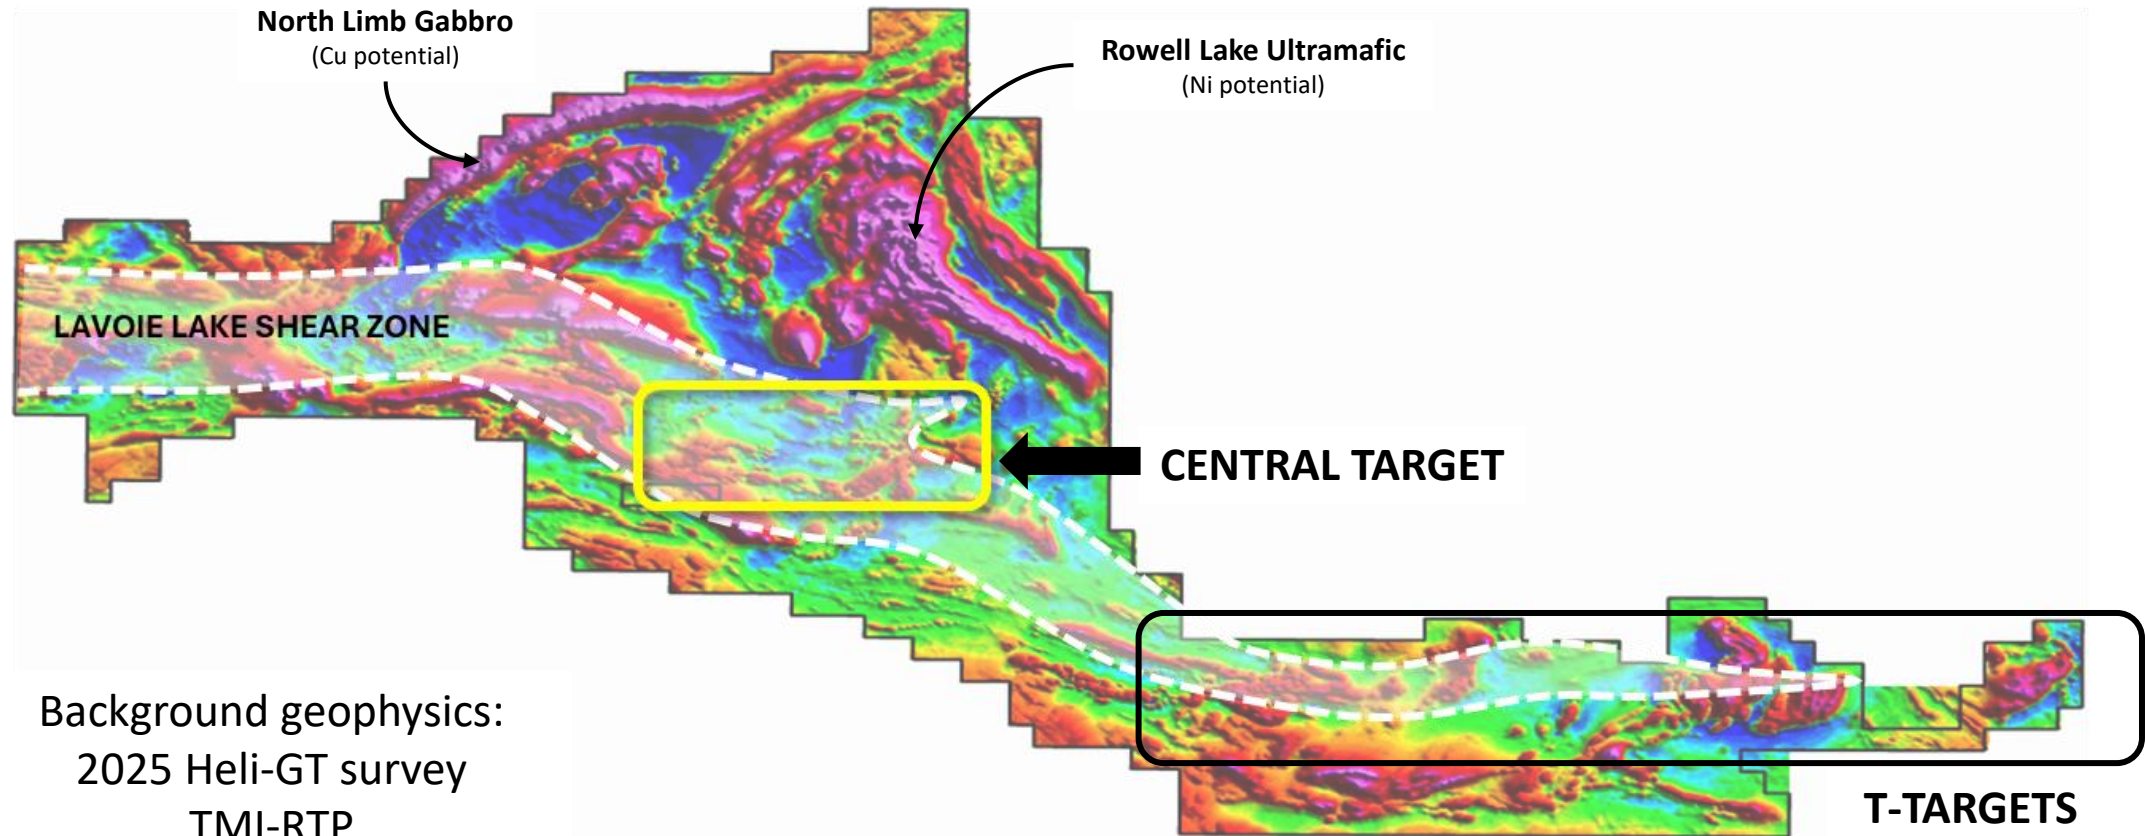 North Limb Gabbro
(Cu potential)
Rowell Lake Ultramafic
(Ni potential)
LAVOIE LAKE SHEAR ZONE
CENTRAL TARGET
Background geophysics:
2025 Heli-GT survey
TMI-RTP
T-TARGETS